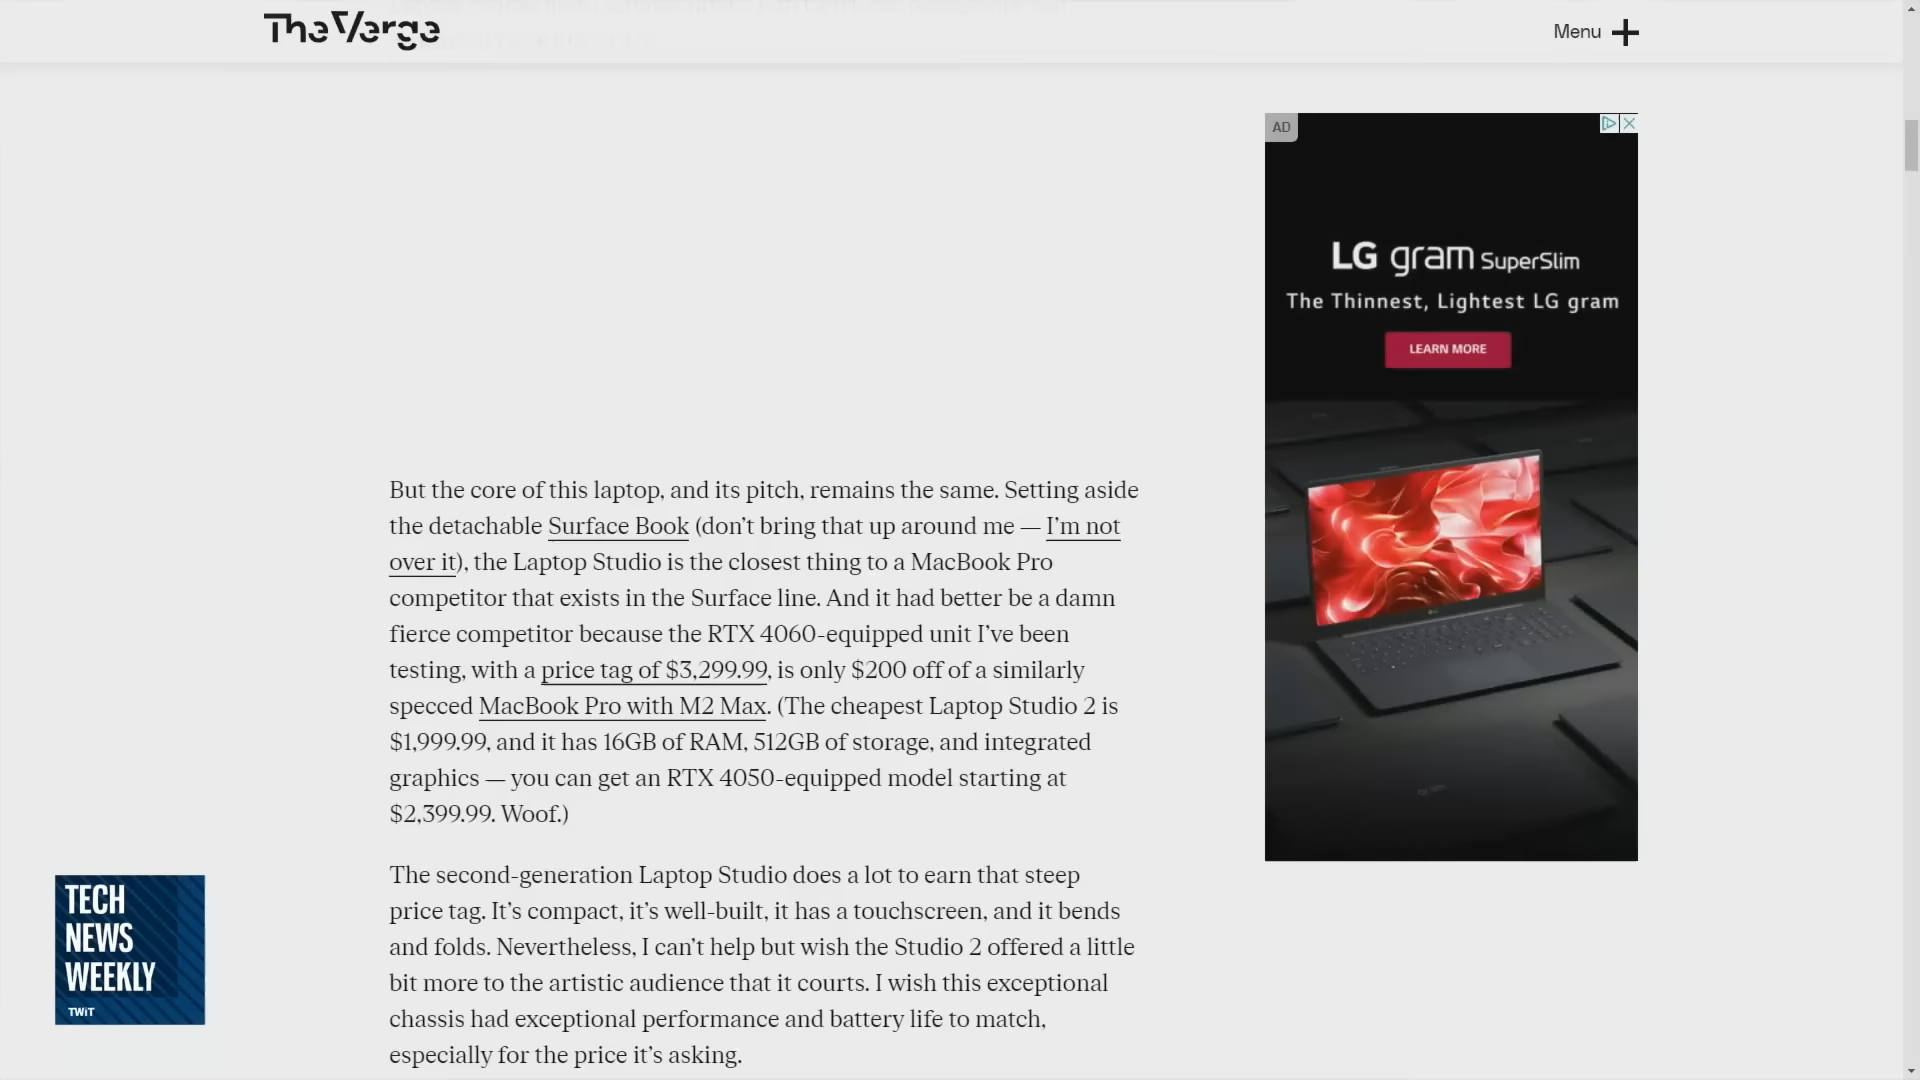 The Verge
Menu
AD
LG gram SuperSlim
The Thinnest, Lightest LG gram
LEARN MORE
But the core of this laptop, and its pitch, remains the same. Setting aside
the detachable Surface Book (don’t bring that up around me — I’m not
over it), the Laptop Studio is the closest thing to a MacBook Pro
competitor that exists in the Surface line. And it had better be a damn
fierce competitor because the RTX 4060-equipped unit I’ve been
testing, with a price tag of $3,299.99, is only $200 off of a similarly
specced MacBook Pro with M2 Max. (The cheapest Laptop Studio 2 is
$1,999.99, and it has 16GB of RAM, 512GB of storage, and integrated
graphics — you can get an RTX 4050-equipped model starting at
$2,399.99. Woof.)
The second-generation Laptop Studio does a lot to earn that steep
price tag. It’s compact, it’s well-built, it has a touchscreen, and it bends
and folds. Nevertheless, I can’t help but wish the Studio 2 offered a little
bit more to the artistic audience that it courts. I wish this exceptional
chassis had exceptional performance and battery life to match,
especially for the price it’s asking.
TECH
NEWS
WEEKLY
TWiT